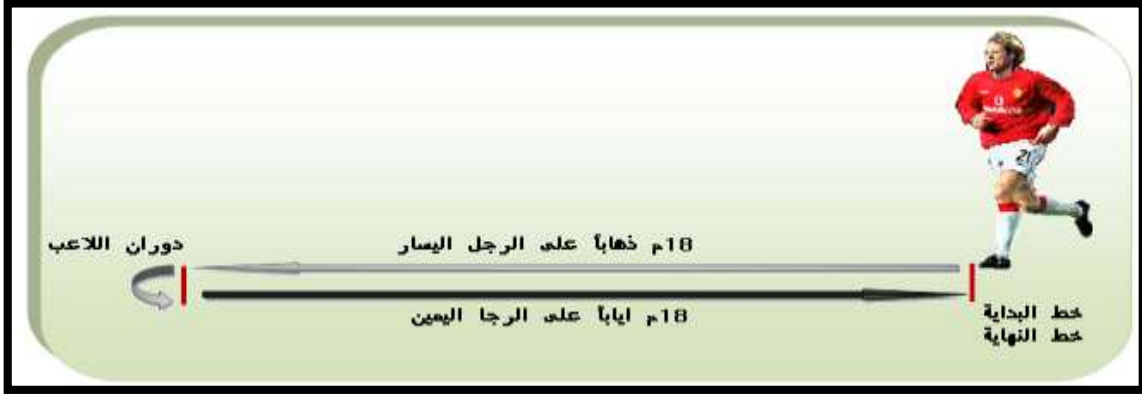 18م ذهاباً على الرجل اليسار
دوران اللاعب
18م اياباً على الرجا اليمين
خط البداية
خط النهاية